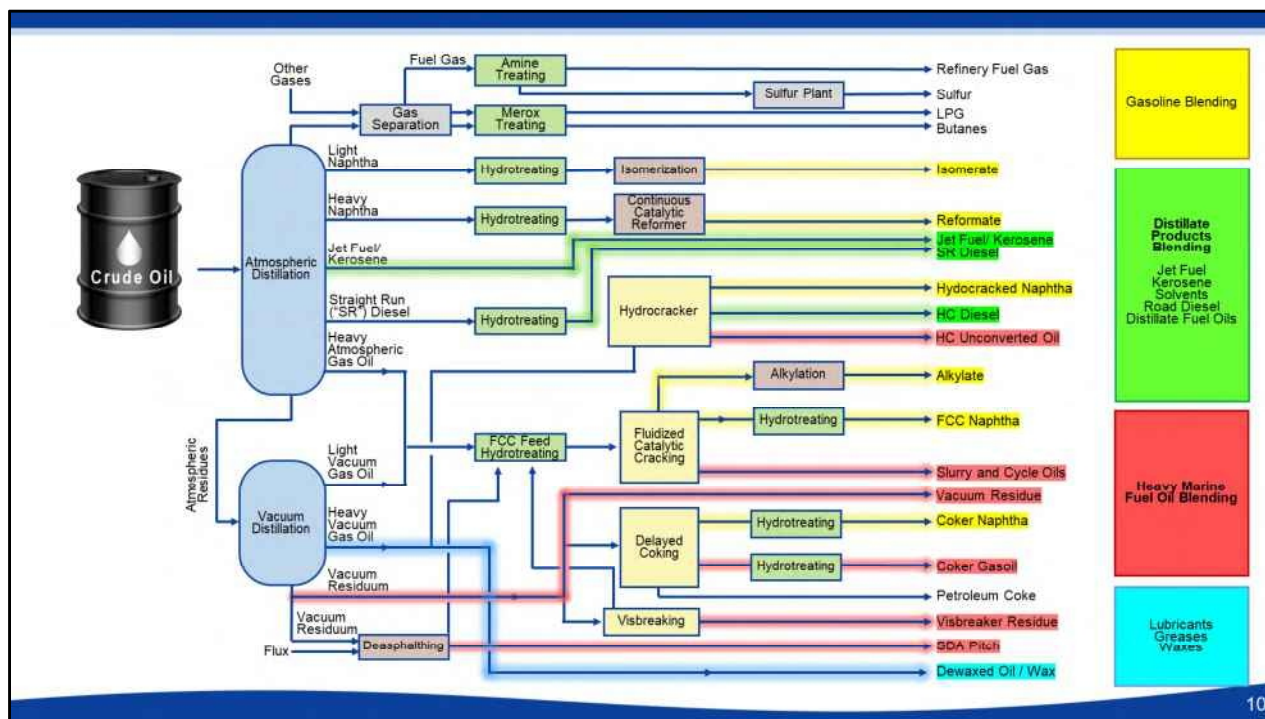 Crude Oil
Other
Gases
Fuel Gas
Amine
Treating
Refinery Fuel Gas
Sulfur Plant
Sulfur
Gas
Separation
Merox
Treating
LPG
Butanes
Atmospheric
Distillation
Light
Naphtha
Hydrotreating
Isomerization
Isomerate
Heavy
Naphtha
Hydrotreating
Continuous
Catalytic
Reformer
Reformate
Jet Fuel/
Kerosene
Jet Fuel/ Kerosene
SR Diesel
Straight Run
("SR") Diesel
Hydrotreating
Hydrocracker
Hydocracked Naphtha
HC Diesel
HC Unconverted Oil
Heavy
Atmospheric
Gas Oil
Alkylation
Alkylate
Atmospheric
Residues
Light
Vacuum
Gas Oil
FCC Feed
Hydrotreating
Fluidized
Catalytic
Cracking
Hydrotreating
FCC Naphtha
Slurry and Cycle Oils
Vacuum
Distillation
Heavy
Vacuum
Gas Oil
Vacuum Residue
Delayed
Coking
Hydrotreating
Coker Naphtha
Hydrotreating
Coker Gasoil
Petroleum Coke
Vacuum
Residuum
Visbreaking
Visbreaker Residue
Vacuum
Residuum
Flux
Deasphalting
SDA Pitch
Dewaxed Oil / Wax
Gasoline Blending
Distillate
Products
Blending
Jet Fuel
Kerosene
Solvents
Road Diesel
Distillate Fuel Oils
Heavy Marine
Fuel Oil Blending
Lubricants
Greases
Waxes
10